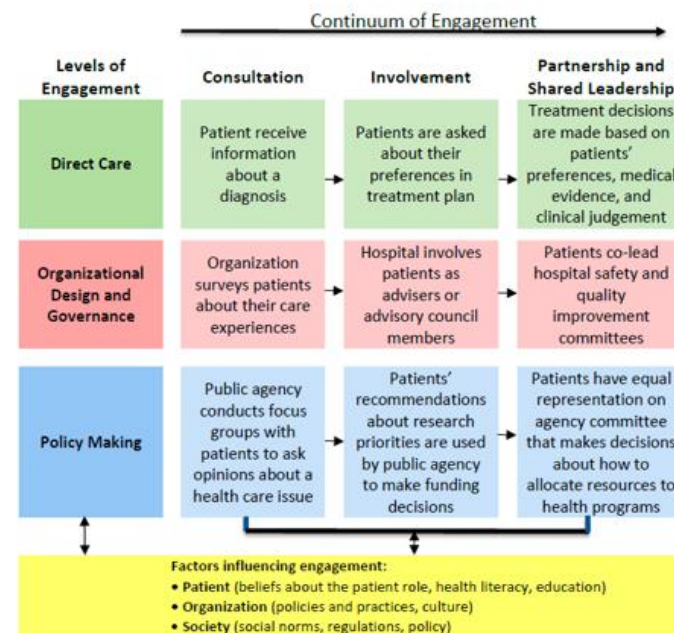 Continuum of Engagement
Levels of
Engagement
Consultation
Involvement
Partnership and
Shared Leadership
Direct Care
Patient receive
information
about a
diagnosis
Patients are asked
about their
preferences in
treatment plan
Treatment decisions
are made based on
patients'
preferences, medical
evidence, and
clinical judgement
Organizational
Design and
Governance
Organization
surveys patients
about their care
experiences
Hospital involves
patients as
advisers or
advisory council
members
Patients co-lead
hospital safety and
quality
improvement
committees
Policy Making
Public agency
conducts focus
groups with
patients to ask
opinions about a
health care issue
Patients'
recommendations
about research
priorities are used
by public agency
to make funding
decisions
Patients have equal
representation on
agency committee
that makes decisions
about how to
allocate resources to
health programs
Factors influencing engagement:
• Patient (beliefs about the patient role, health literacy, education)
• Organization (policies and practices, culture)
• Society (social norms, regulations, policy)